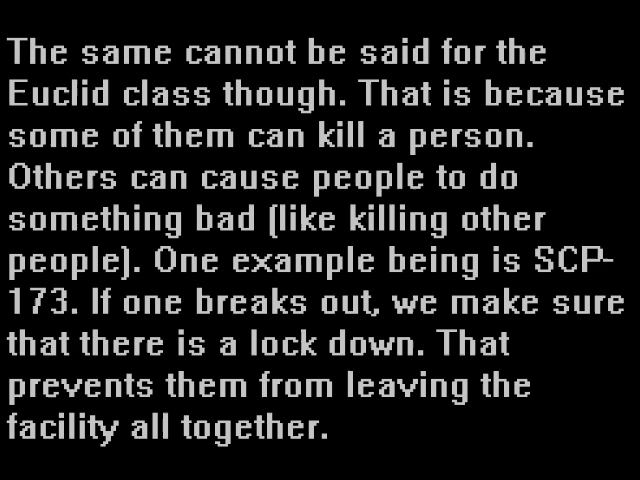 The same cannot be said for the
Euclid class though. That is because
some of them can kill a person.
Others can cause people to do
something bad (like killing other
people). One example being is SCP-
173. If one breaks out, we make sure
that there is a lock down. That
prevents them from leaving the
facility all together.